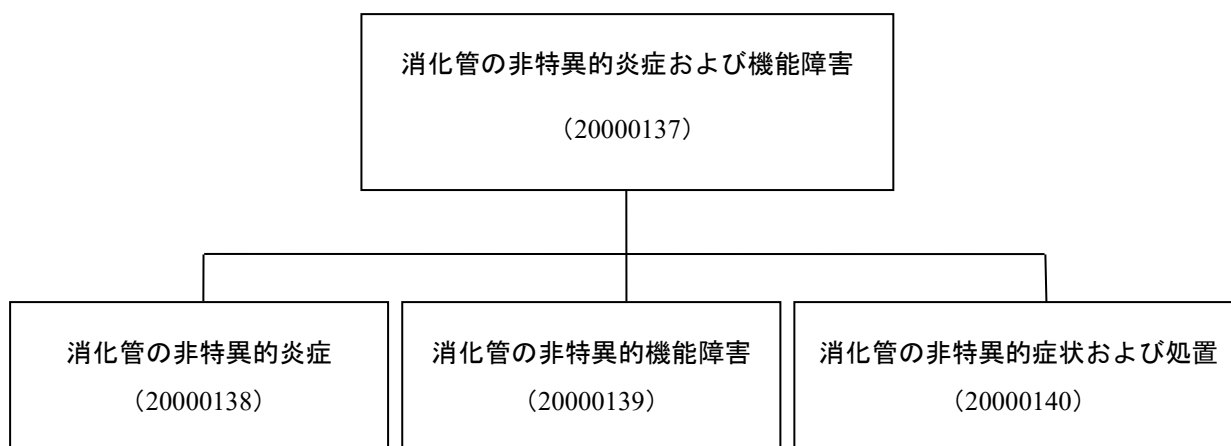 消化管の非特異的炎症および機能障害
（20000137）
消化管の非特異的炎症
（20000138）
消化管の非特異的機能障害
（20000139）
消化管の非特異的症状および処置
（20000140）